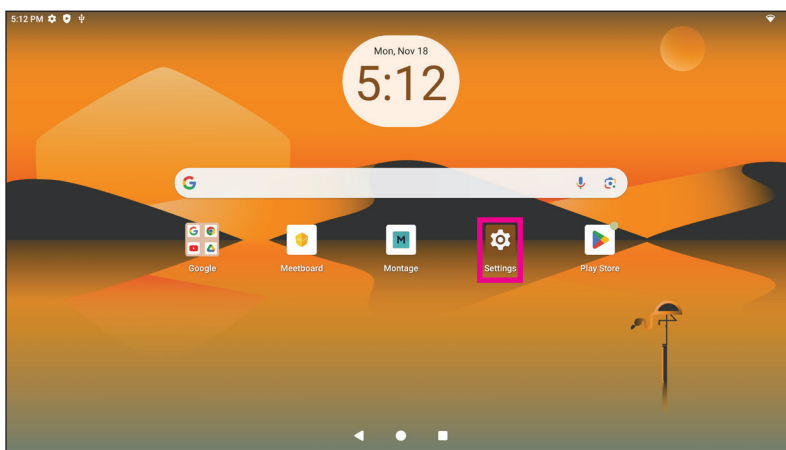 5:12 PM
Mon, Nov 18
5:12
G
Google
Meetboard
M
Montage
Settings
Play Store